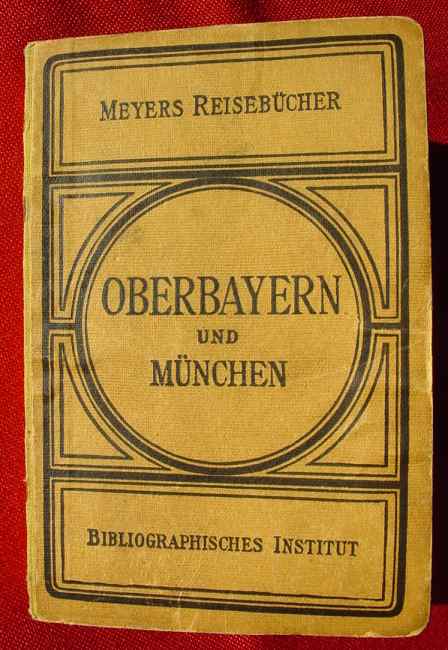 MEYERS REISEBÜCHER
OBERBAYERN
UND
MÜNCHEN
BIBLIOGRAPHISCHES INSTITUT